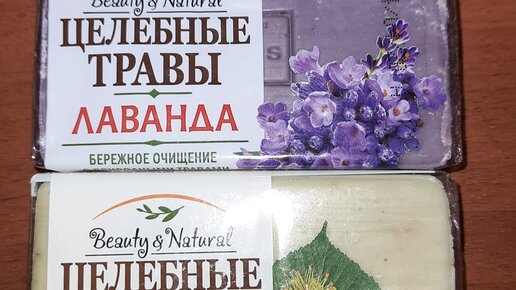 Beauty & Natural
ЦЕЛЕБНЫЕ
ТРАВЫ
ЛАВАНДА
БЕРЕЖНОЕ ОЧИЩЕНИЕ
Beauty & Natural
ЦЕЛЕБНЫЕ